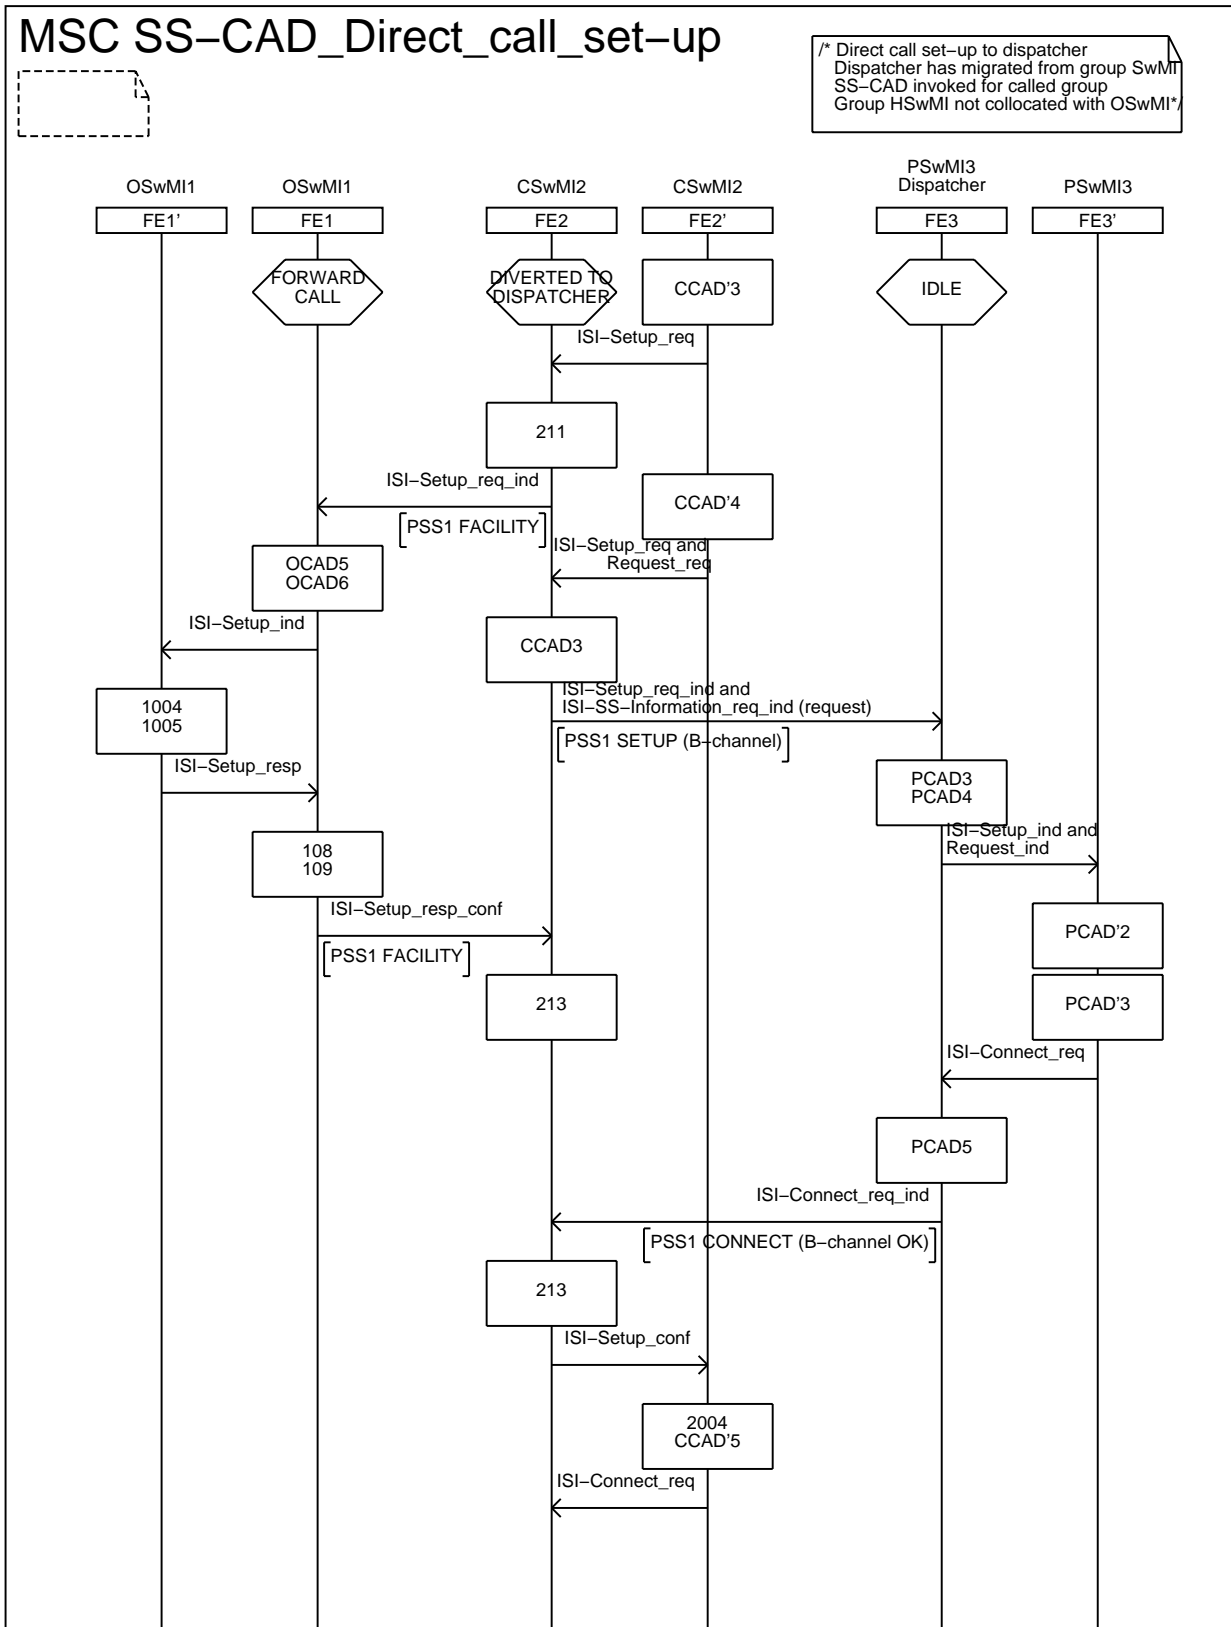 MSC SS−CAD_Direct_call_set−up
/* Direct call set−up to dispatcher
Dispatcher has migrated from group SwMI
SS−CAD invoked for called group
Group HSwMI not collocated with OSwMI*/
OSwMI1
OSwMI1
CSwMI2
CSwMI2
PSwMI3
Dispatcher
PSwMI3
FE1'
FE1
FE2
FE2'
FE3
FE3'
FORWARD
CALL
DIVERTED TO
DISPATCHER
CCAD'3
IDLE
ISI−Setup_req
211
ISI−Setup_req_ind
CCAD'4
PSS1 FACILITY
ISI−Setup_req and
Request_req
OCAD5
OCAD6
ISI−Setup_ind
CCAD3
ISI−Setup_req_ind and
ISI−SS−Information_req_ind (request)
1004
1005
PSS1 SETUP (B−channel)
ISI−Setup_resp
PCAD3
PCAD4
ISI−Setup_ind and
Request_ind
108
109
ISI−Setup_resp_conf
PCAD'2
PSS1 FACILITY
213
PCAD'3
ISI−Connect_req
PCAD5
ISI−Connect_req_ind
PSS1 CONNECT (B−channel OK)
213
ISI−Setup_conf
2004
CCAD'5
ISI−Connect_req